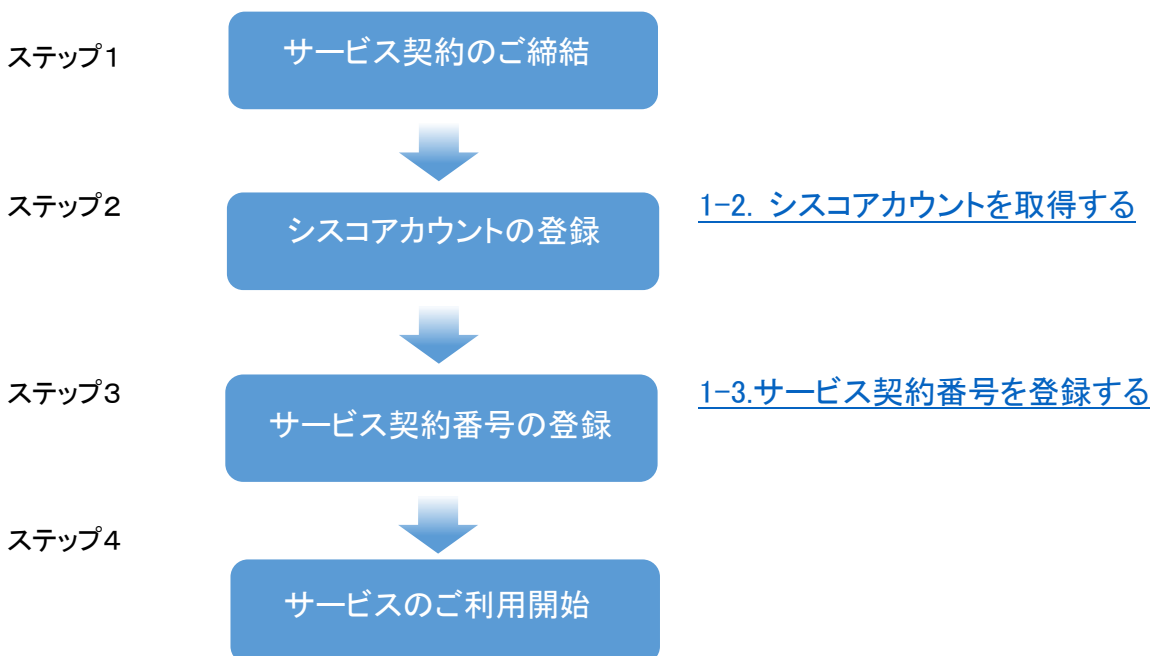 ステップ1
サービス契約のご締結
ステップ2
シスコアカウントの登録
1-2. シスコアカウントを取得する
ステップ3
サービス契約番号の登録
1-3.サービス契約番号を登録する
ステップ4
サービスのご利用開始